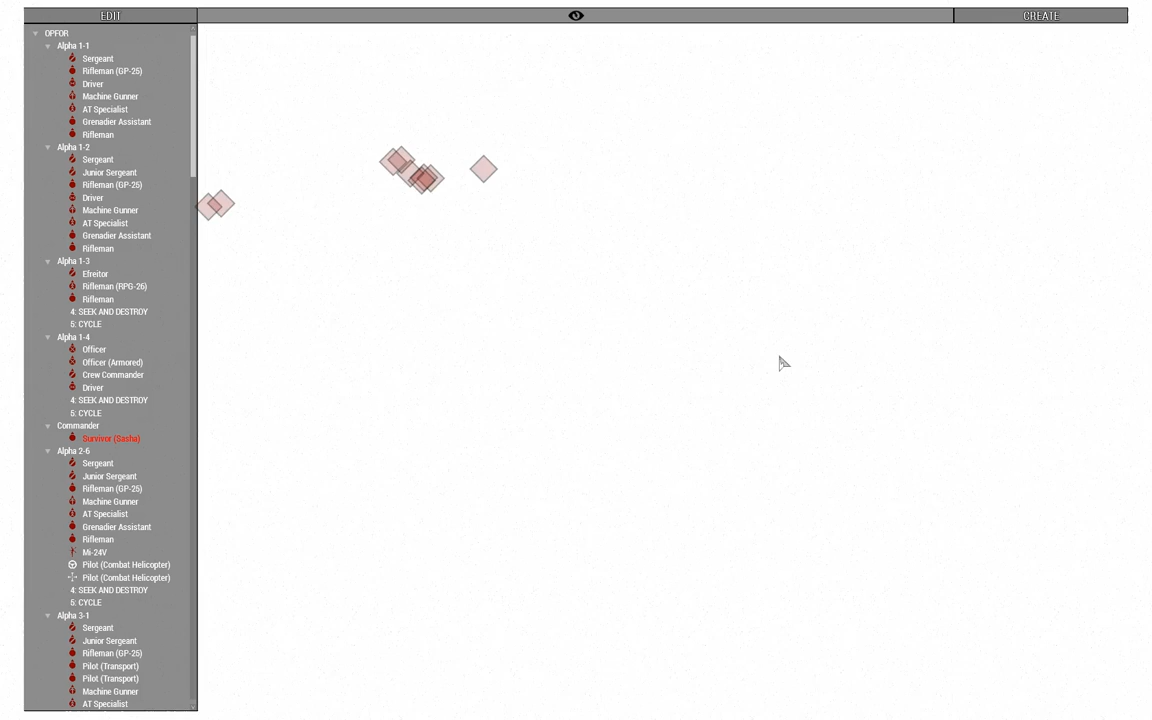 EDIT
CREATE
OPFOR
Alpha 1-1
Sergeant
Rifleman (GP-25)
Driver
Machine Gunner
AT Specialist
Grenadier Assistant
Rifleman
Alpha 1-2
Sergeant
Junior Sergeant
Rifleman (GP-25)
Driver
Machine Gunner
AT Specialist
Grenadier Assistant
Rifleman
Alpha 1-3
Efreitor
Rifleman (RPG-26)
Rifleman
4: SEEK AND DESTROY
5: CYCLE
Alpha 1-4
Officer
Officer (Armored)
Crew Commander
Driver
4: SEEK AND DESTROY
5: CYCLE
Commander
Survivor (Sasha)
Alpha 2-6
Sergeant
Junior Sergeant
Rifleman (GP-25)
Machine Gunner
AT Specialist
Grenadier Assistant
Rifleman
Mi-24V
Pilot (Combat Helicopter)
Pilot (Combat Helicopter)
4: SEEK AND DESTROY
5: CYCLE
Alpha 3-1
Sergeant
Junior Sergeant
Rifleman (GP-25)
Pilot (Transport)
Pilot (Transport)
Machine Gunner
AT Specialist